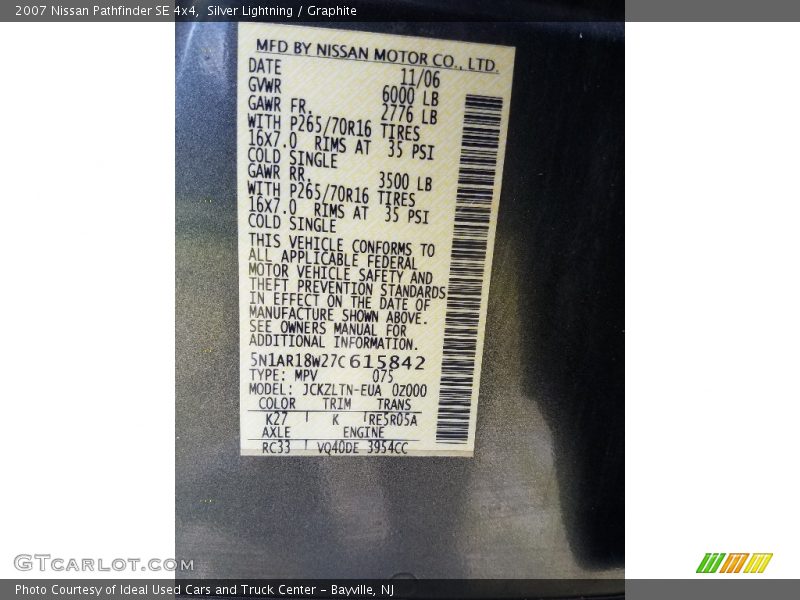 2007 Nissan Pathfinder SE 4x4,  Silver Lightning / Graphite
MFD BY NISSAN MOTOR CO., LTD.
DATE 11/06
GVWR 6000 LB
GAWR FR. 2776 LB
WITH P265/70R16 TIRES
16X7.0 RIMS AT 35 PSI
COLD SINGLE
GAWR RR. 3500 LB
WITH P265/70R16 TIRES
16X7.0 RIMS AT 35 PSI
COLD SINGLE
THIS VEHICLE CONFORMS TO
ALL APPLICABLE FEDERAL
MOTOR VEHICLE SAFETY AND
THEFT PREVENTION STANDARDS
IN EFFECT ON THE DATE OF
MANUFACTURE SHOWN ABOVE.
SEE OWNERS MANUAL FOR
ADDITIONAL INFORMATION.
5N1AR18W27C615842
TYPE: MPV 075
MODEL: JCKZLTN-EUA 0Z000
COLOR TRIM TRANS
K27 K RE5R05A
AXLE ENGINE
RC33 VQ40DE 3954CC
GTcarlot.com
Photo Courtesy of Ideal Used Cars and Truck Center - Bayville, NJ